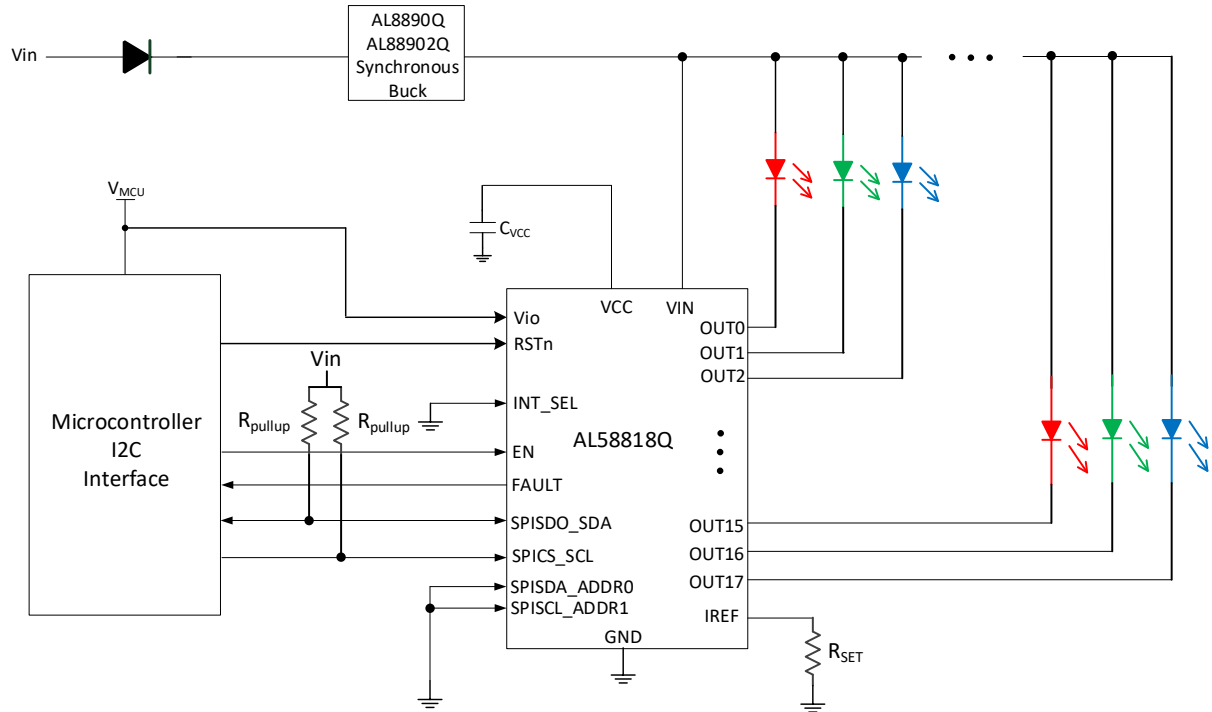 AL8890Q
AL88902Q
Synchronous
Buck
Vin
VMCU
CVCC
VCC
VIN
Vio
RSTn
OUT0
OUT1
OUT2
Vin
Rpullup
Rpullup
INT_SEL
Microcontroller
I2C
Interface
AL58818Q
EN
FAULT
SPISDO_SDA
SPICS_SCL
SPISDA_ADDR0
SPISCL_ADDR1
OUT15
OUT16
OUT17
IREF
GND
RSET